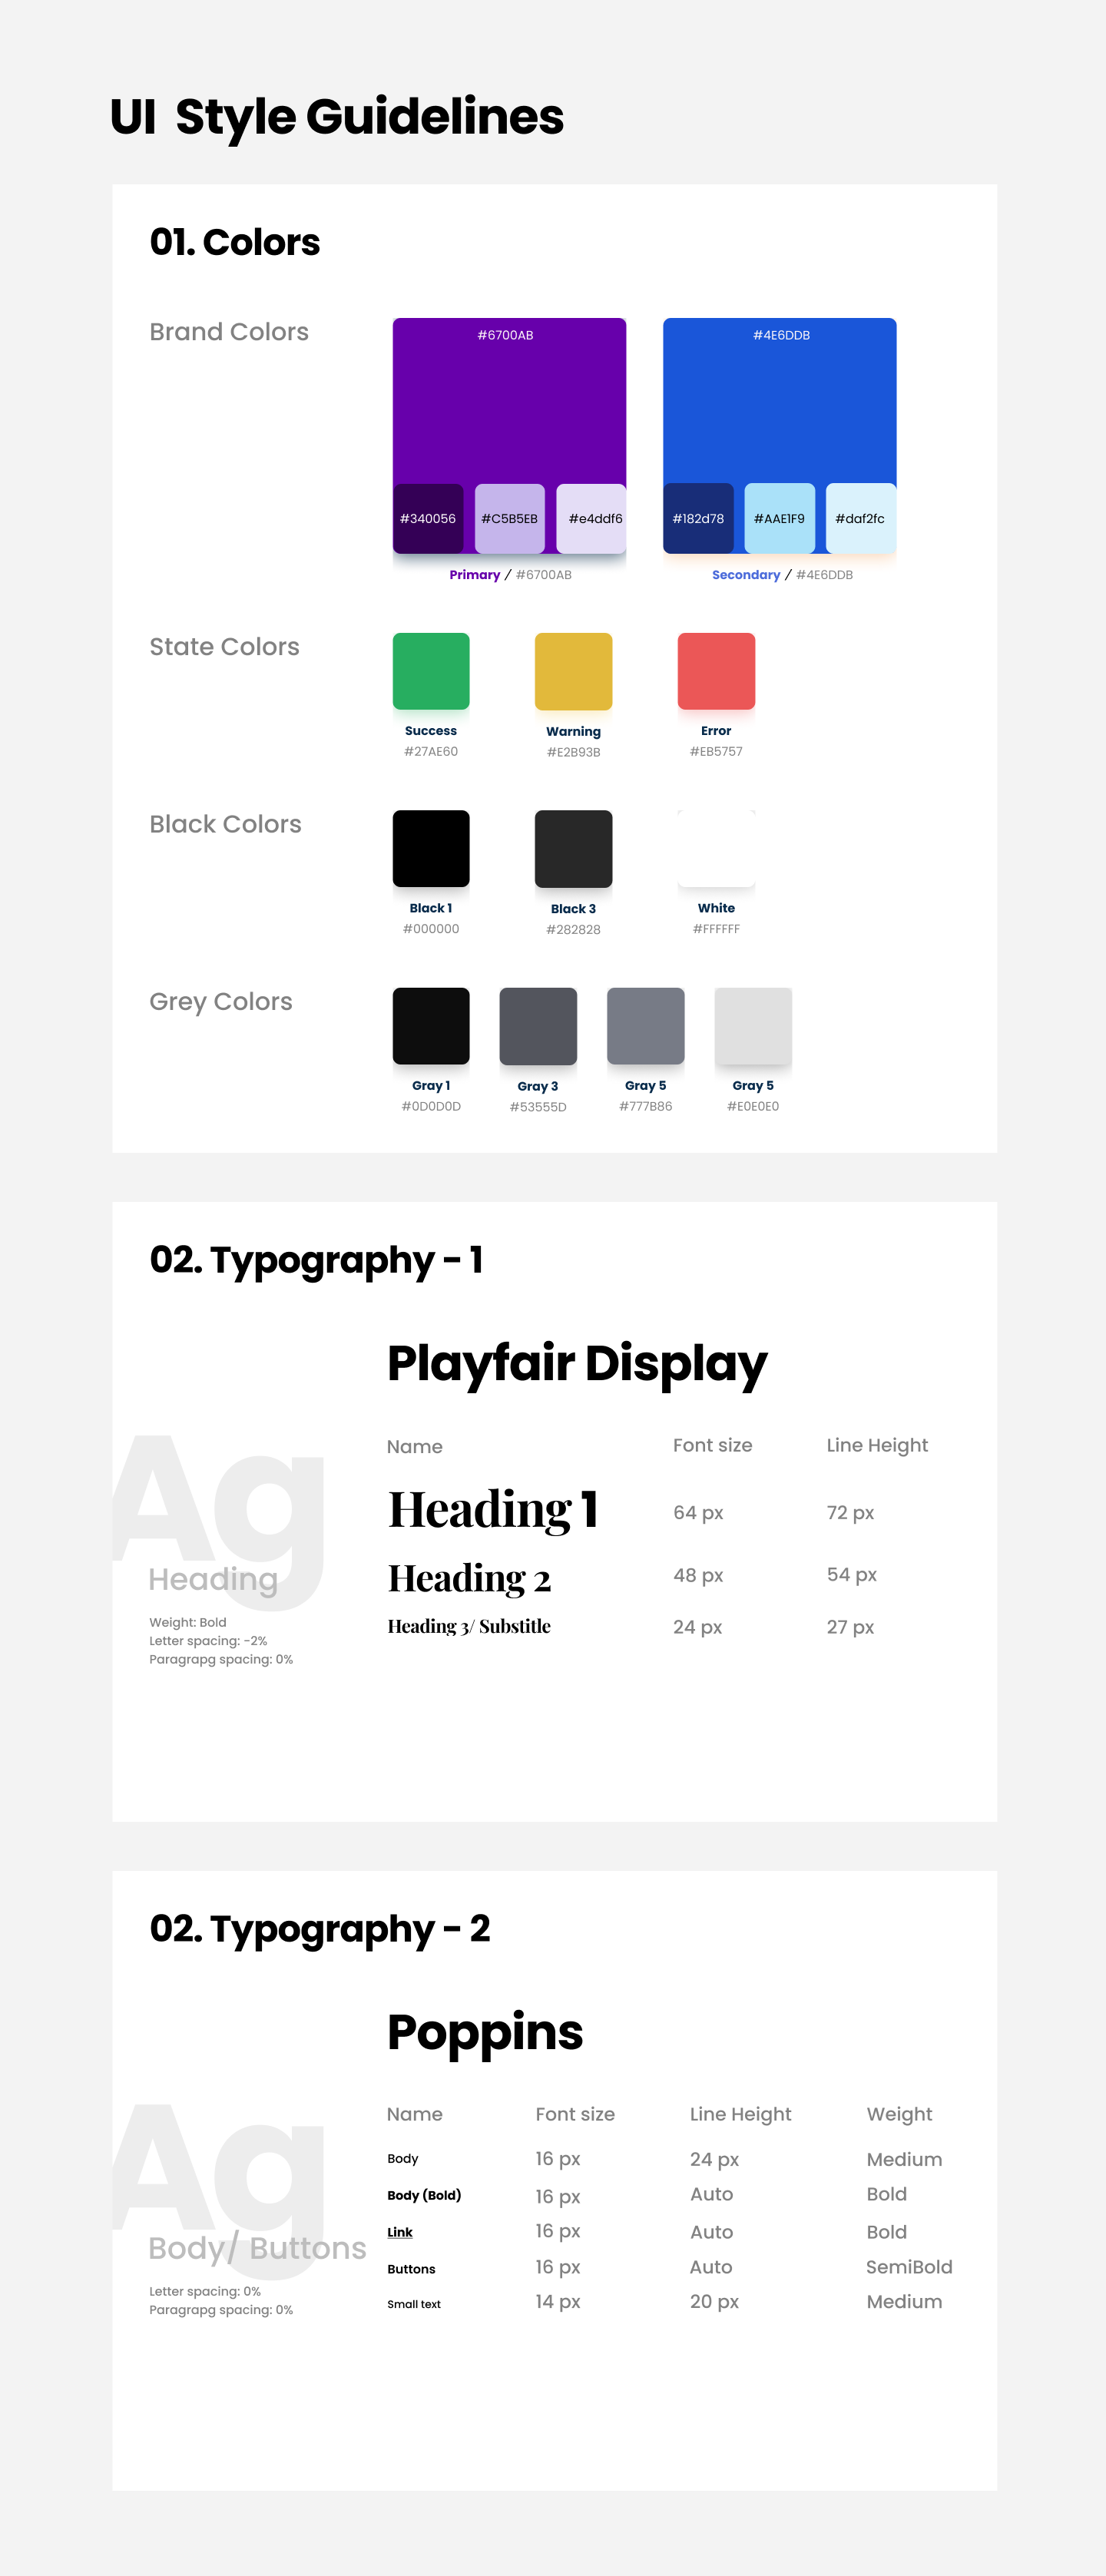 UI Style Guidelines
01. Colors
Brand Colors
#6700AB
#340056
#C5B5EB
#e4ddf6
Primary / #6700AB
#4E6DDB
#182d78
#AAE1F9
#daf2fc
Secondary / #4E6DDB
State Colors
Success
#27AE60
Warning
#E2B93B
Error
#EB5757
Black Colors
Black 1
#000000
Black 3
#282828
White
#FFFFFF
Grey Colors
Gray 1
#0D0D0D
Gray 3
#53555D
Gray 5
#777B86
Gray 5
#E0E0E0
02. Typography - 1
Playfair Display
Ag
Heading
Weight: Bold
Letter spacing: -2%
Paragrapg spacing: 0%
Name Font size Line Height
Heading 1 64 px 72 px
Heading 2 48 px 54 px
Heading 3/ Substitle 24 px 27 px
02. Typography - 2
Poppins
Ag
Body/ Buttons
Letter spacing: 0%
Paragrapg spacing: 0%
Name Font size Line Height Weight
Body 16 px 24 px Medium
Body (Bold) 16 px Auto Bold
Link 16 px Auto Bold
Buttons 16 px Auto SemiBold
Small text 14 px 20 px Medium